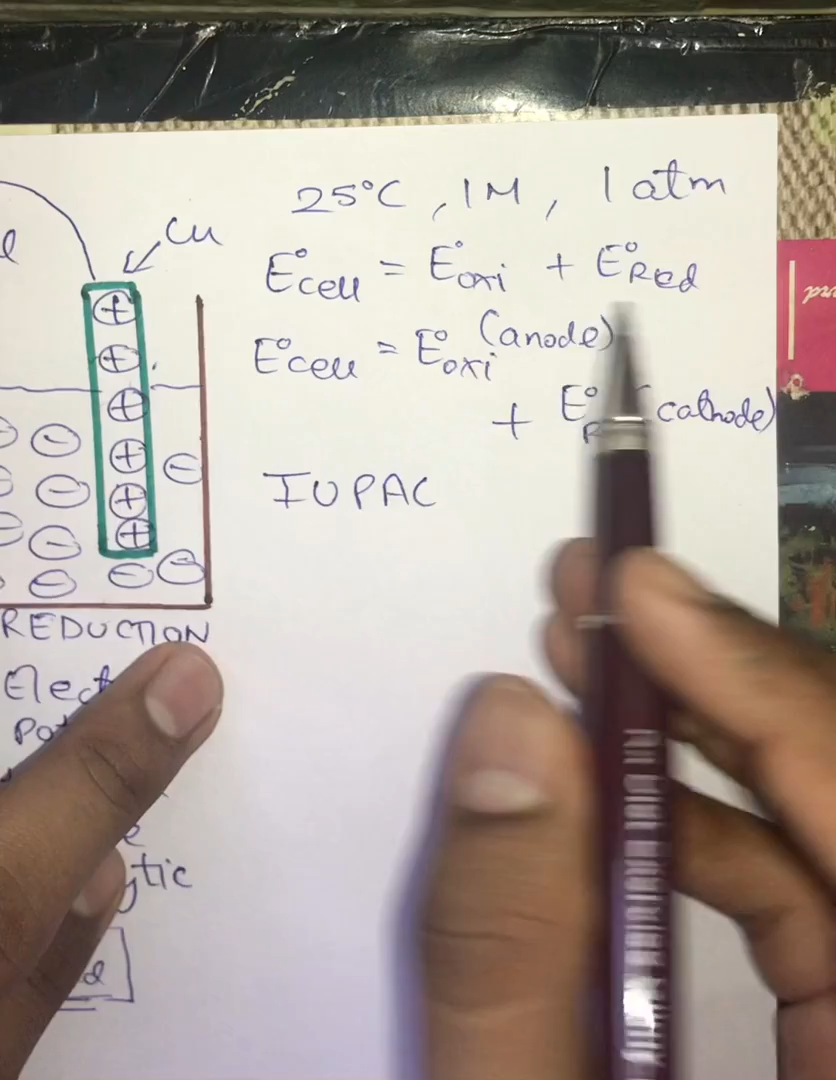 25°C, 1M, 1 atm
Cu
E°cell = E°oxi + E°Red
E°cell = E°oxi (anode)
+ E°R (cathode)
IUPAC
REDUCTION
Elect
Pot
tic